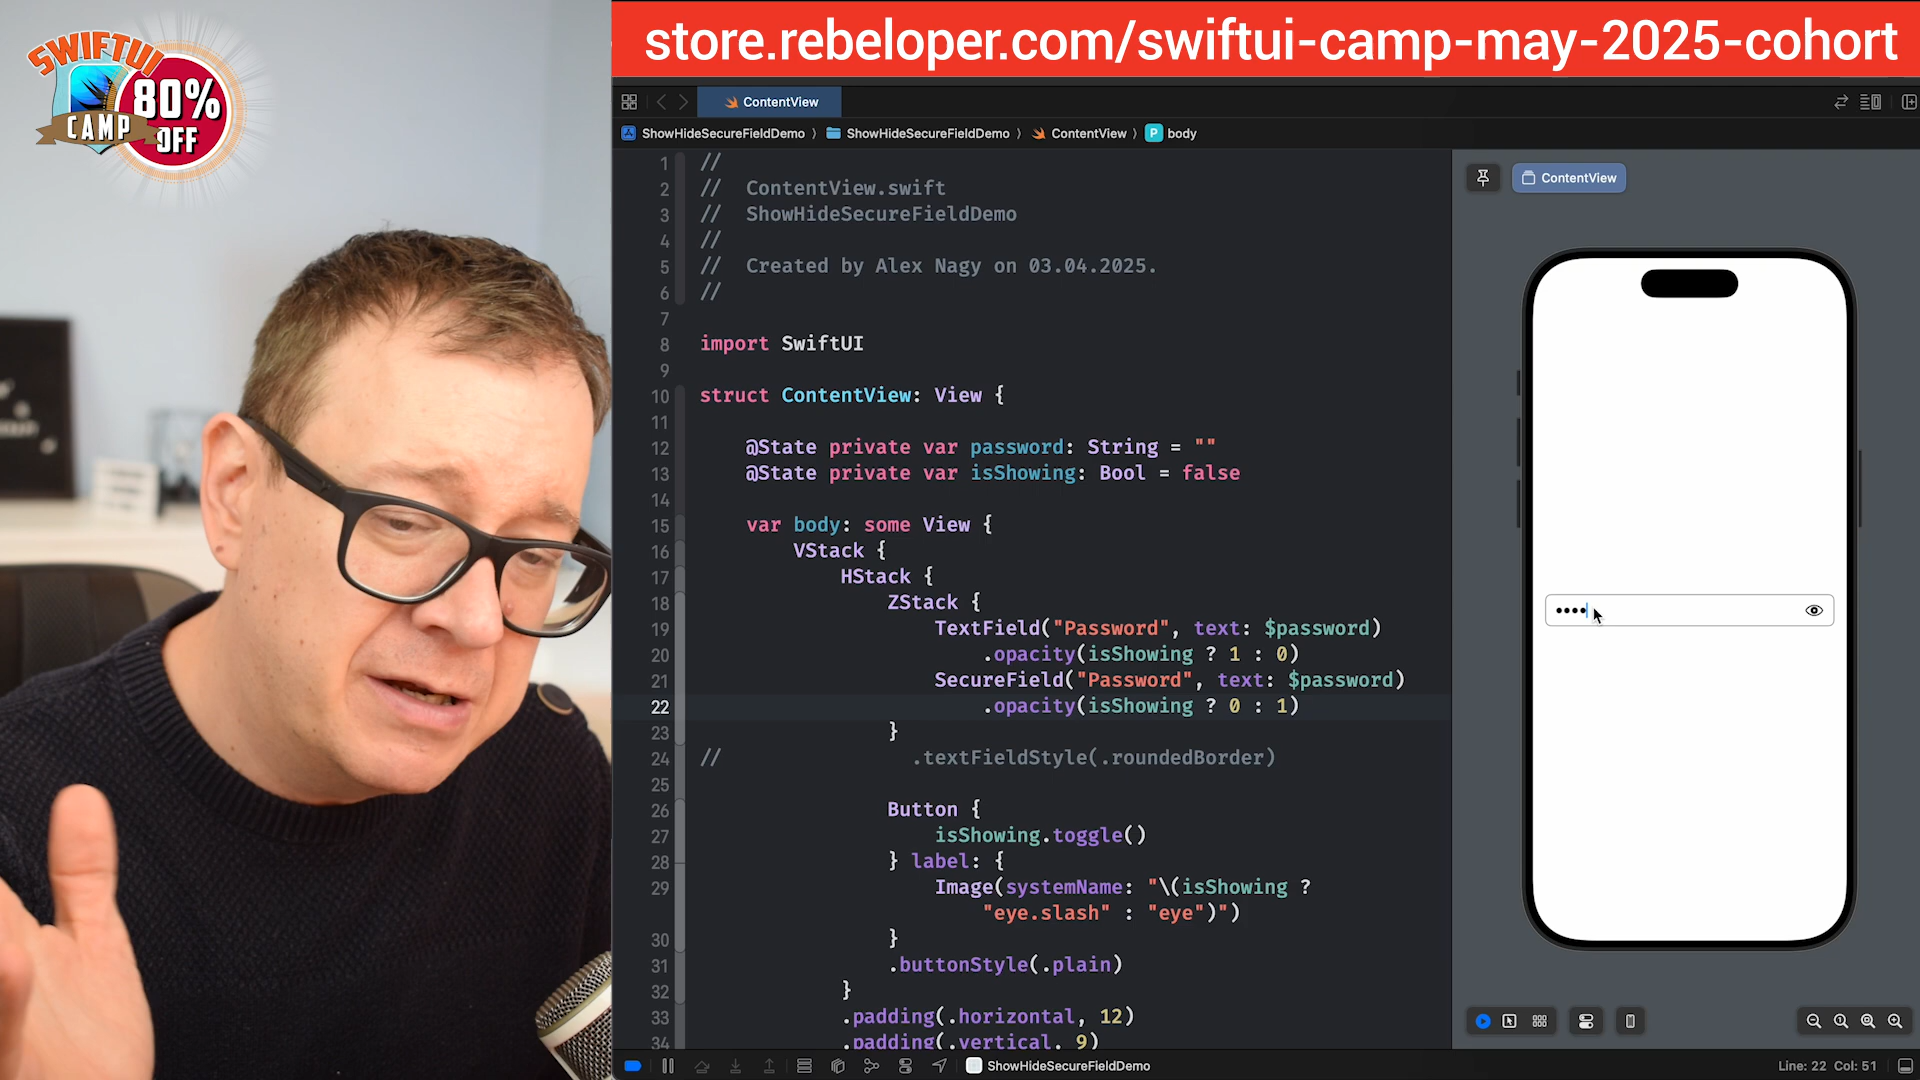 store.rebeloper.com/swiftui-camp-may-2025-cohort
SWIFTUI
CAMP
80%
OFF
ContentView
ShowHideSecureFieldDemo ShowHideSecureFieldDemo ContentView P body
1 //
2 // ContentView.swift
3 // ShowHideSecureFieldDemo
4 //
5 // Created by Alex Nagy on 03.04.2025.
6 //
7
8 import SwiftUI
9
10 struct ContentView: View {
11
12 @State private var password: String = ""
13 @State private var isShowing: Bool = false
14
15 var body: some View {
16 VStack {
17 HStack {
18 ZStack {
19 TextField("Password", text: $password)
20 .opacity(isShowing ? 1 : 0)
21 SecureField("Password", text: $password)
22 .opacity(isShowing ? 0 : 1)
23 }
24 // .textFieldStyle(.roundedBorder)
25
26 Button {
27 isShowing.toggle()
28 } label: {
29 Image(systemName: "\(isShowing ?
"eye.slash" : "eye")")
30 }
31 .buttonStyle(.plain)
32 }
33 .padding(.horizontal, 12)
34 .padding(.vertical, 9)
ContentView
ShowHideSecureFieldDemo
Line: 22 Col: 51